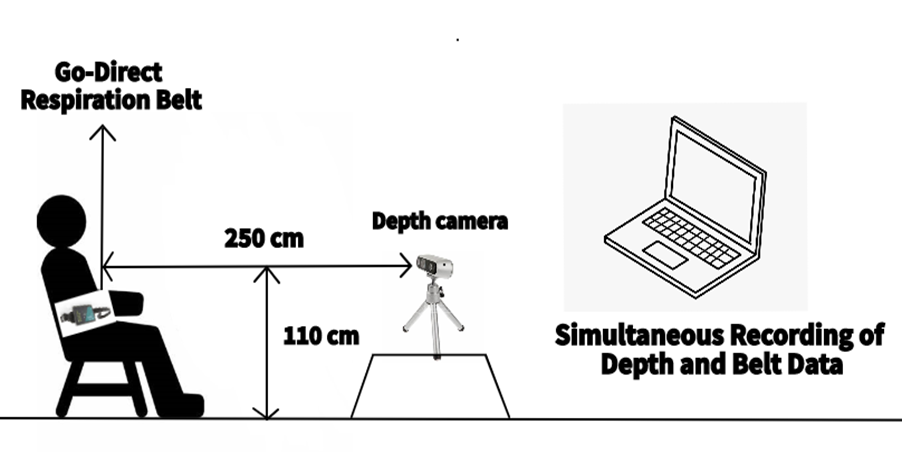 Go-Direct
Respiration Belt
250 cm
Depth camera
110 cm
Simultaneous Recording of
Depth and Belt Data